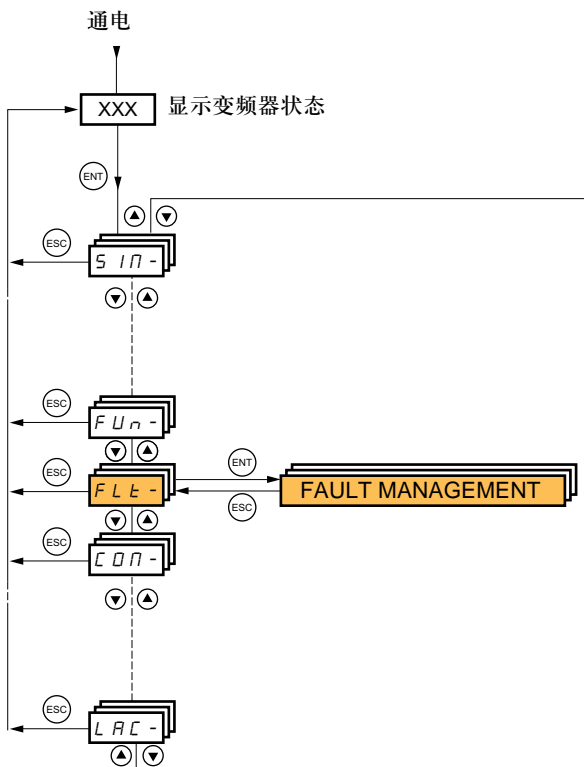 通电
XXX 显示变频器状态
ENT
ESC
SIM-
ESC
FUn-
ESC
ENT
FLt-
FAULT MANAGEMENT
ESC
ESC
COM-
ESC
LAC-